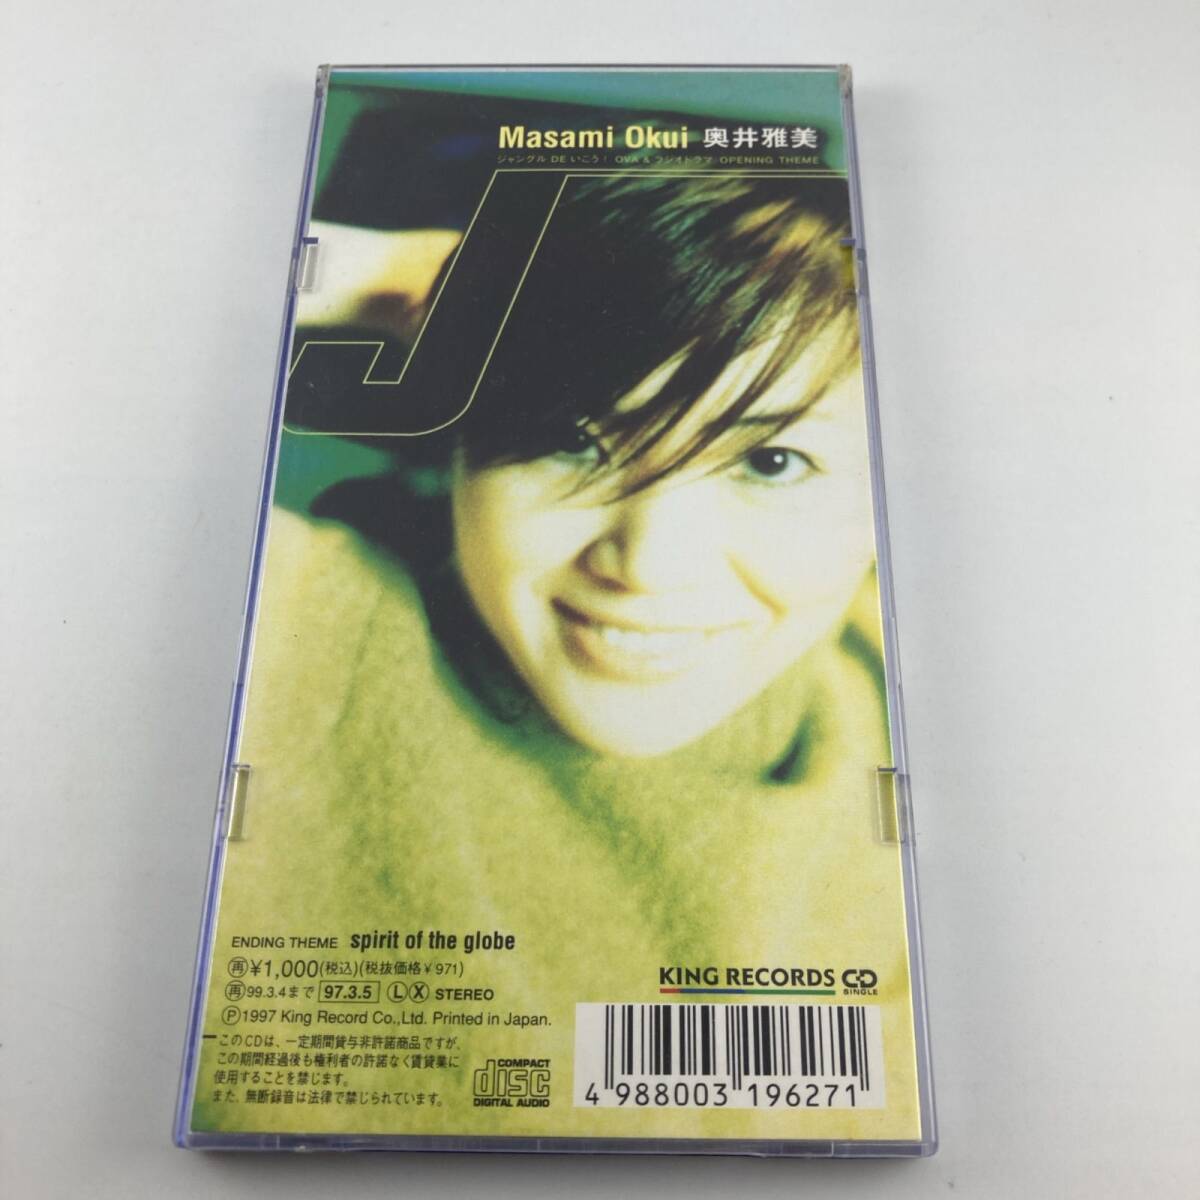 Masami Okui 奥井雅美
ジャングル DE いこう! OVA & ラジオドラマ OPENING THEME
J
ENDING THEME spirit of the globe
再¥1,000(税込)(税抜価格¥971)
再99.3.4まで 97.3.5 L X STEREO
Ⓟ1997 King Record Co.,Ltd. Printed in Japan.
このCDは、一定期間貸与非許諾商品ですが、
この期間経過後も権利者の許諾なく賃貸業に
使用することを禁じます。
また、無断録音は法律で禁じられています。
COMPACT
disc
DIGITAL AUDIO
KING RECORDS CD
SINGLE
4 988003 196271